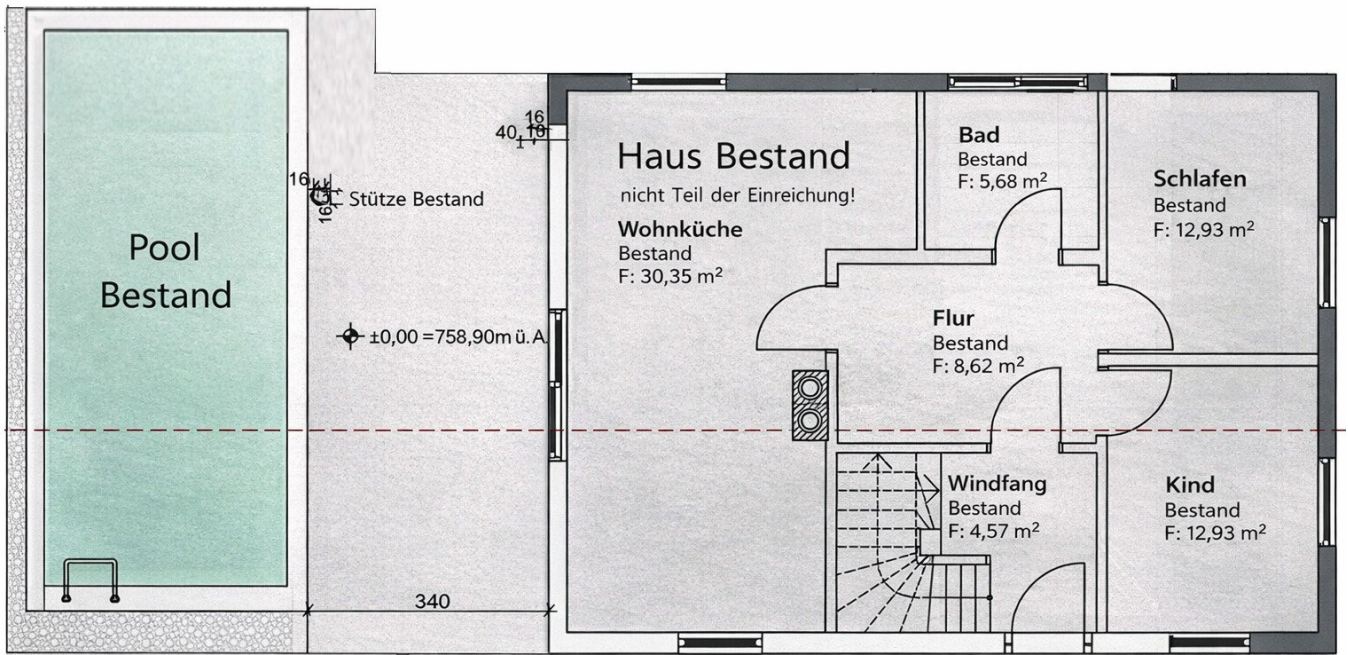 Pool
Bestand
16
16
Stütze Bestand
±0,00 =758,90m ü.A
340
16
40 16
Haus Bestand
nicht Teil der Einreichung!
Wohnküche
Bestand
F: 30,35 m²
Bad
Bestand
F: 5,68 m²
Schlafen
Bestand
F: 12,93 m²
Flur
Bestand
F: 8,62 m²
Windfang
Bestand
F: 4,57 m²
Kind
Bestand
F: 12,93 m²